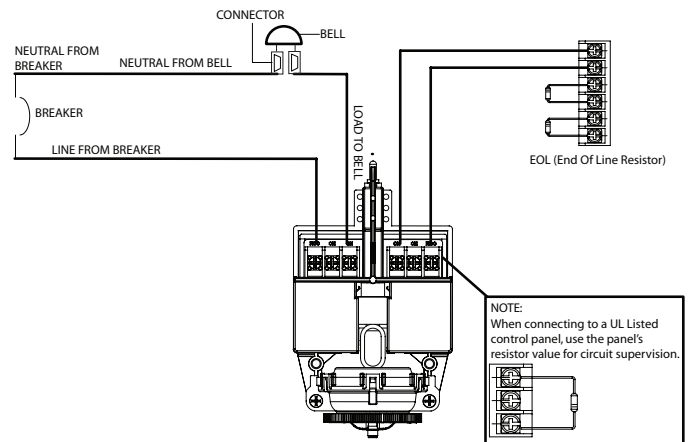 CONNECTOR
BELL
NEUTRAL FROM
BREAKER
NEUTRAL FROM BELL
BREAKER
LOAD TO BELL
LINE FROM BREAKER
EOL (End Of Line Resistor)
NOTE:
When connecting to a UL Listed
control panel, use the panel’s
resistor value for circuit supervision.